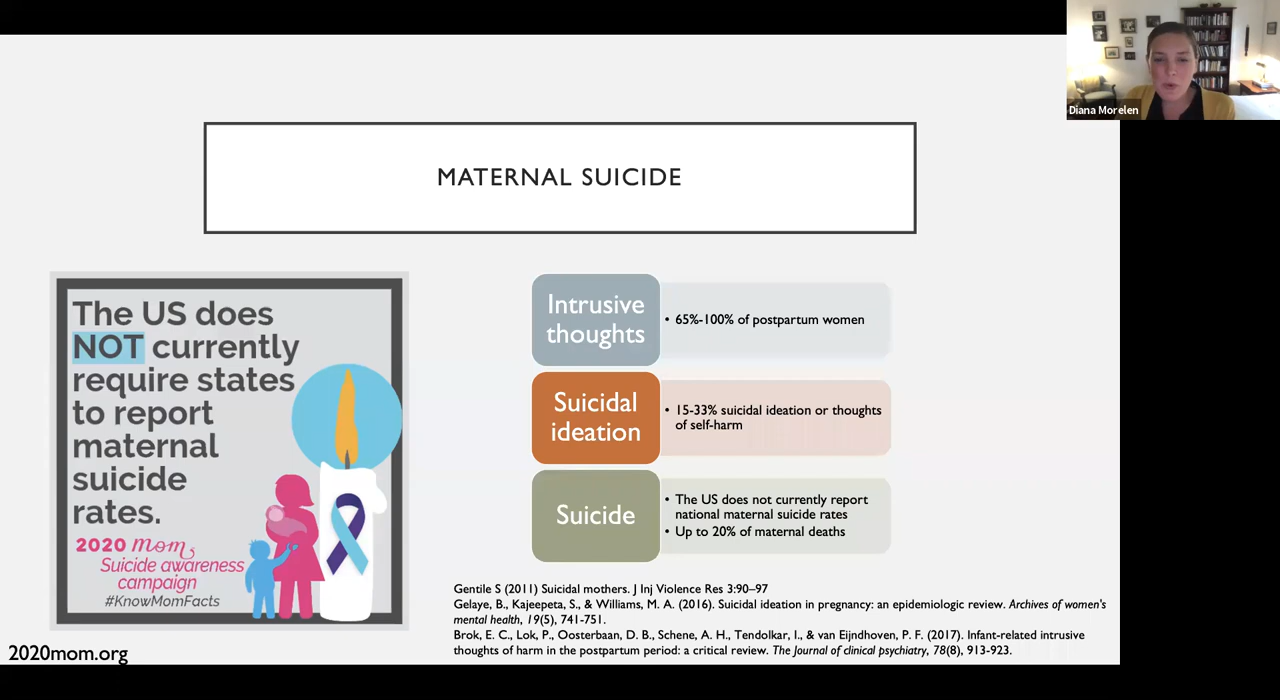 Diana Morelen
MATERNAL SUICIDE
The US does
NOT currently
require states
to report
maternal
suicide
rates.
2020 mom.
Suicide awareness
campaign
#KnowMomFacts
2020mom.org
Intrusive
thoughts
• 65%-100% of postpartum women
Suicidal
ideation
• 15-33% suicidal ideation or thoughts
of self-harm
Suicide
• The US does not currently report
national maternal suicide rates
• Up to 20% of maternal deaths
Gentile S (2011) Suicidal mothers. J Inj Violence Res 3:90–97
Gelaye, B., Kajeepeta, S., & Williams, M. A. (2016). Suicidal ideation in pregnancy: an epidemiologic review. Archives of women's
mental health, 19(5), 741-751.
Brok, E. C., Lok, P., Oosterbaan, D. B., Schene, A. H., Tendolkar, I., & van Eijndhoven, P. F. (2017). Infant-related intrusive
thoughts of harm in the postpartum period: a critical review. The Journal of clinical psychiatry, 78(8), 913-923.